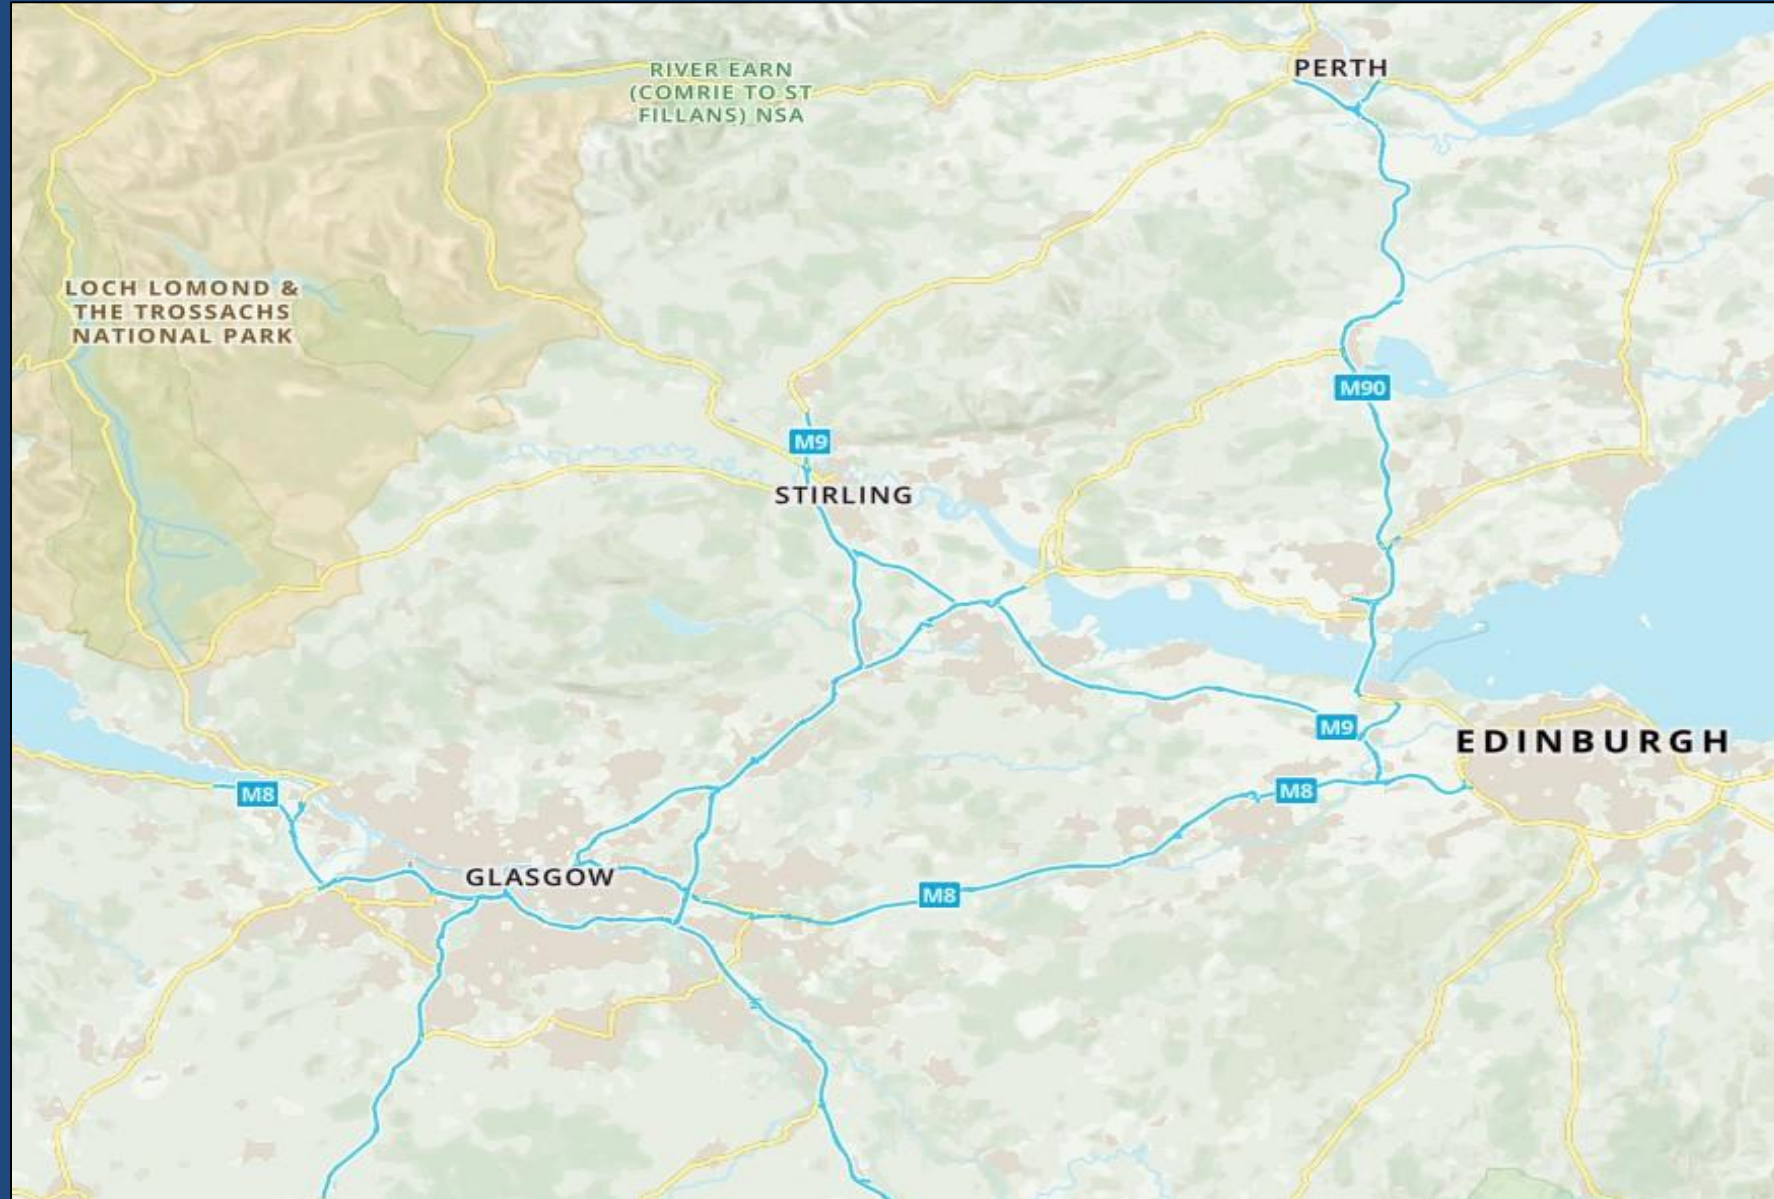 RIVER EARN
(COMRIE TO ST
FILLANS) NSA
PERTH
LOCH LOMOND &
THE TROSSACHS
NATIONAL PARK
M90
M9
STIRLING
M9
EDINBURGH
M8
M8
GLASGOW
M8